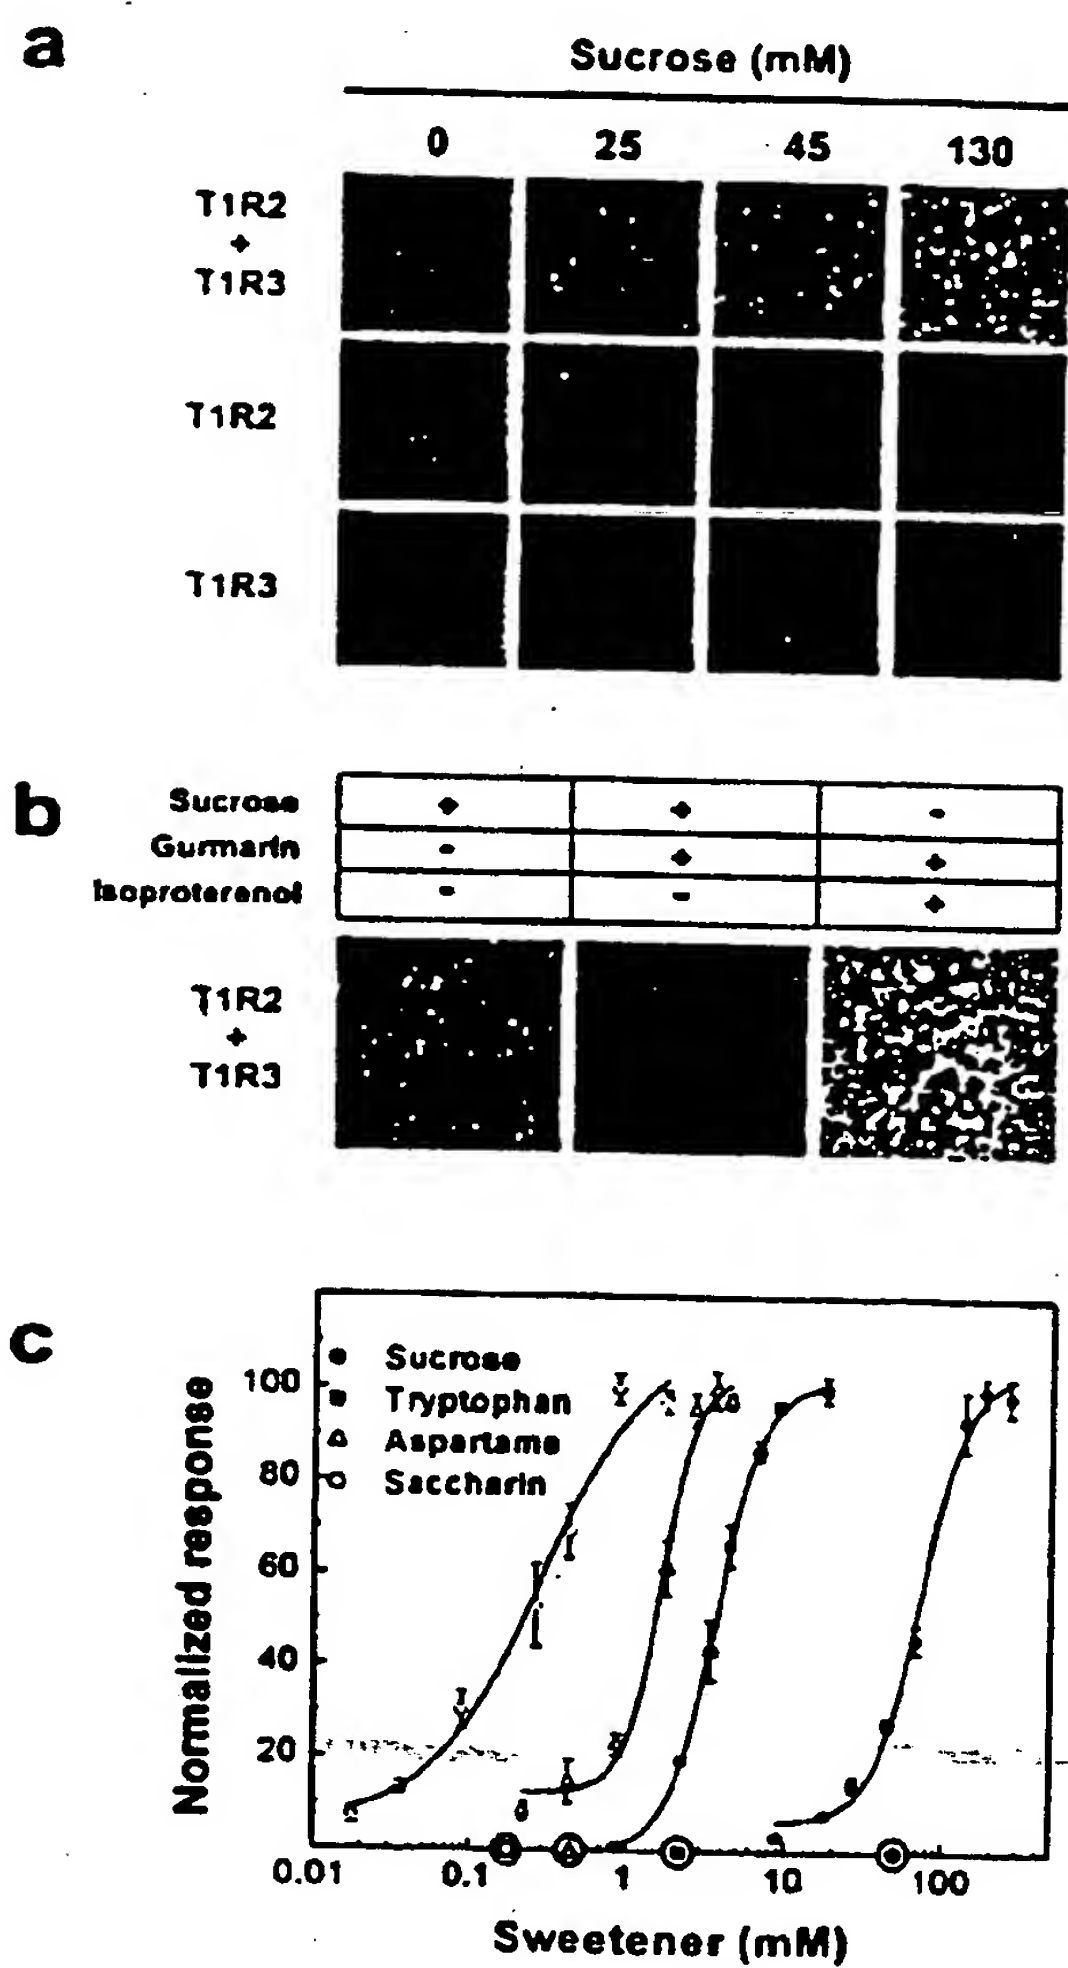 a
Sucrose (mM)
0 25 45 130
T1R2
+
T1R3
T1R2
T1R3
b
Sucrose + + -
Gurmarin - + +
Isoproterenol - - +
T1R2
+
T1R3
c
Normalized response
100
80
60
40
20
Sucrose
Tryptophan
Aspartame
Saccharin
0.01 0.1 1 10 100
Sweetener (mM)